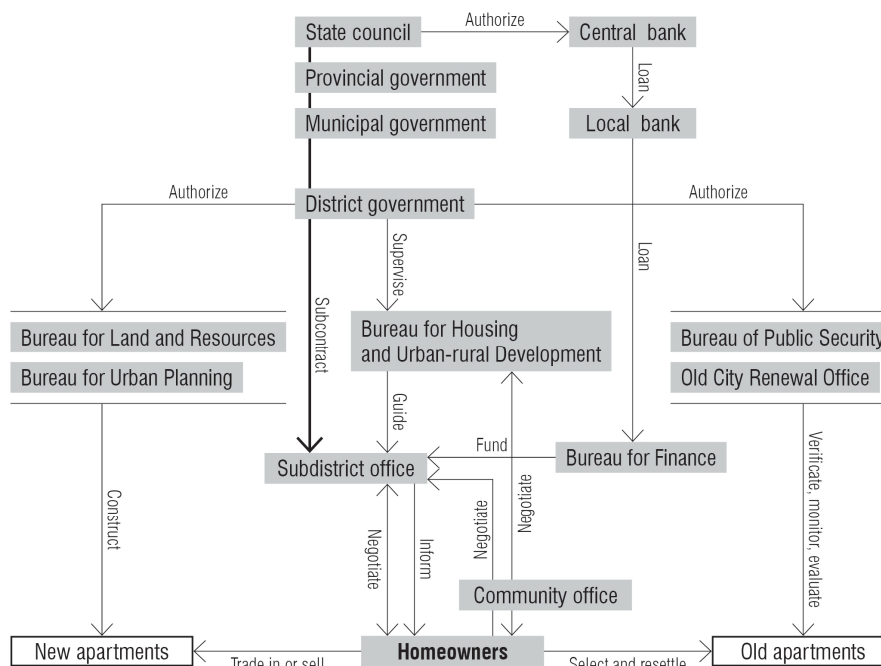 State council
Authorize
Central bank
Provincial government
Loan
Municipal government
Local bank
Authorize
District government
Authorize
Supervise
Loan
Subcontract
Bureau for Land and Resources
Bureau for Urban Planning
Bureau for Housing
and Urban-rural Development
Bureau of Public Security
Old City Renewal Office
Guide
Fund
Bureau for Finance
Subdistrict office
Construct
Negotiate
Inform
Negotiate
Negotiate
Verificate, monitor, evaluate
Community office
New apartments
Trade in or sell
Homeowners
Select and resettle
Old apartments